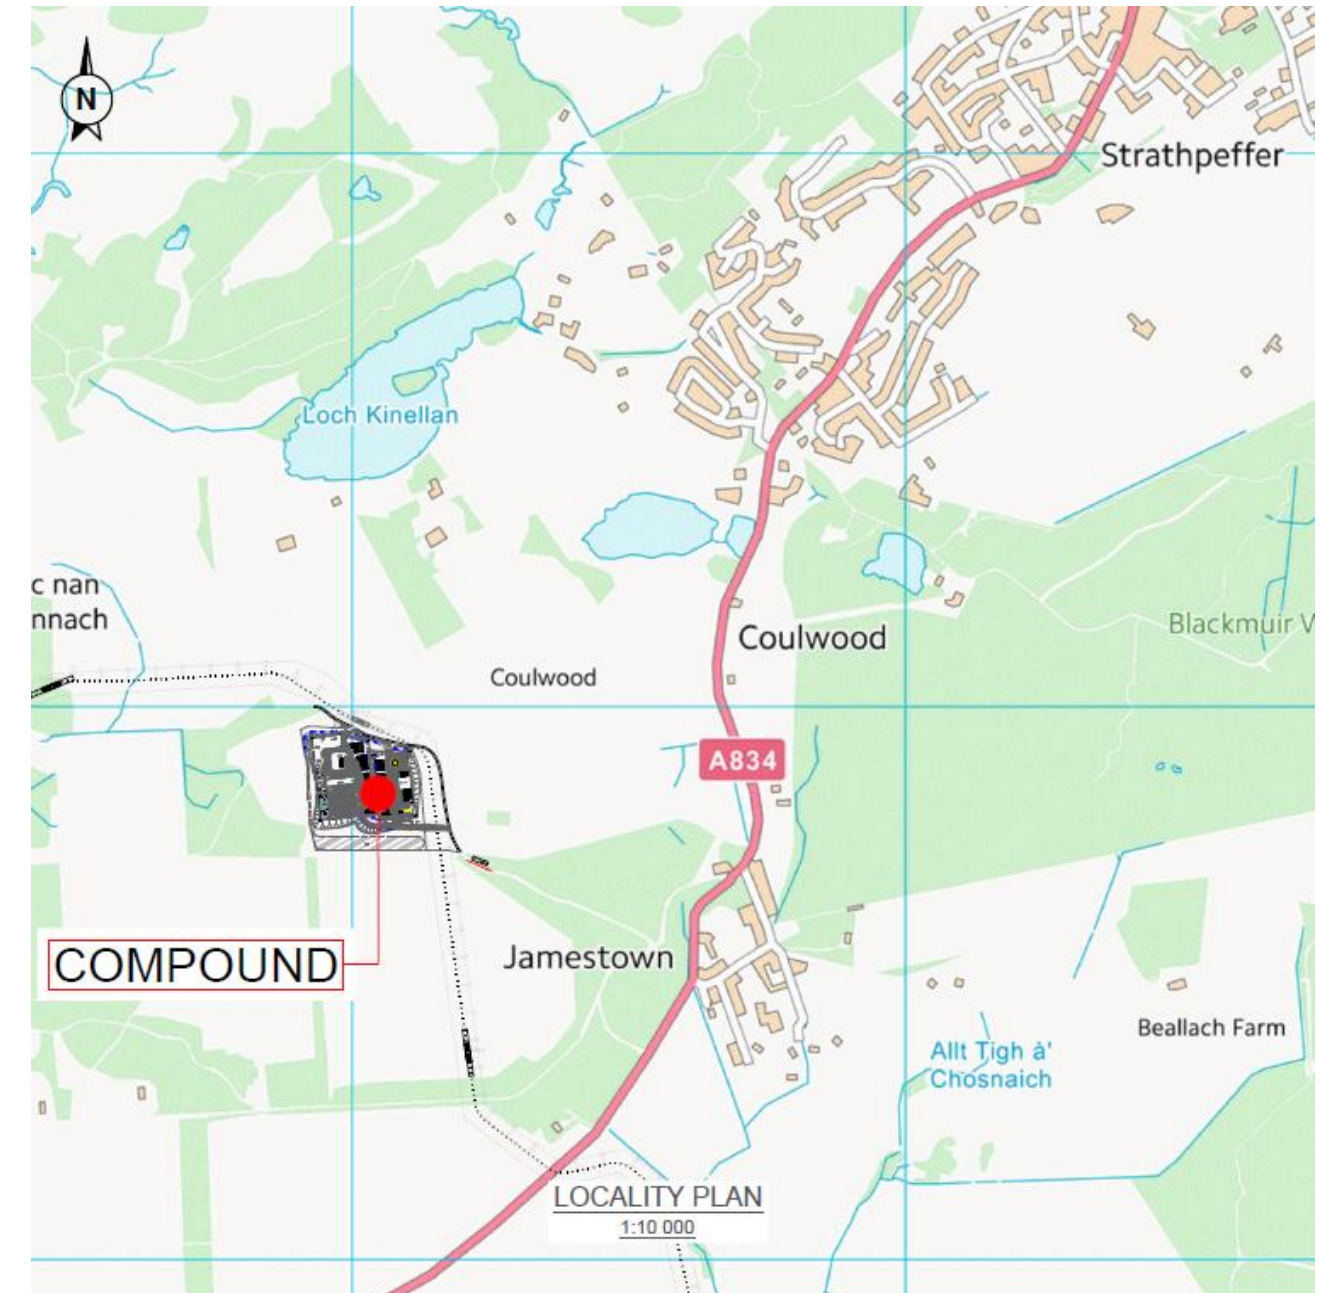 N
Strathpeffer
Loch Kinellan
c nan
nnach
Coulwood
Coulwood
Blackmuir W
A834
COMPOUND
Jamestown
Beallach Farm
Allt Tigh à'
Chosnaich
LOCALITY PLAN
1:10 000